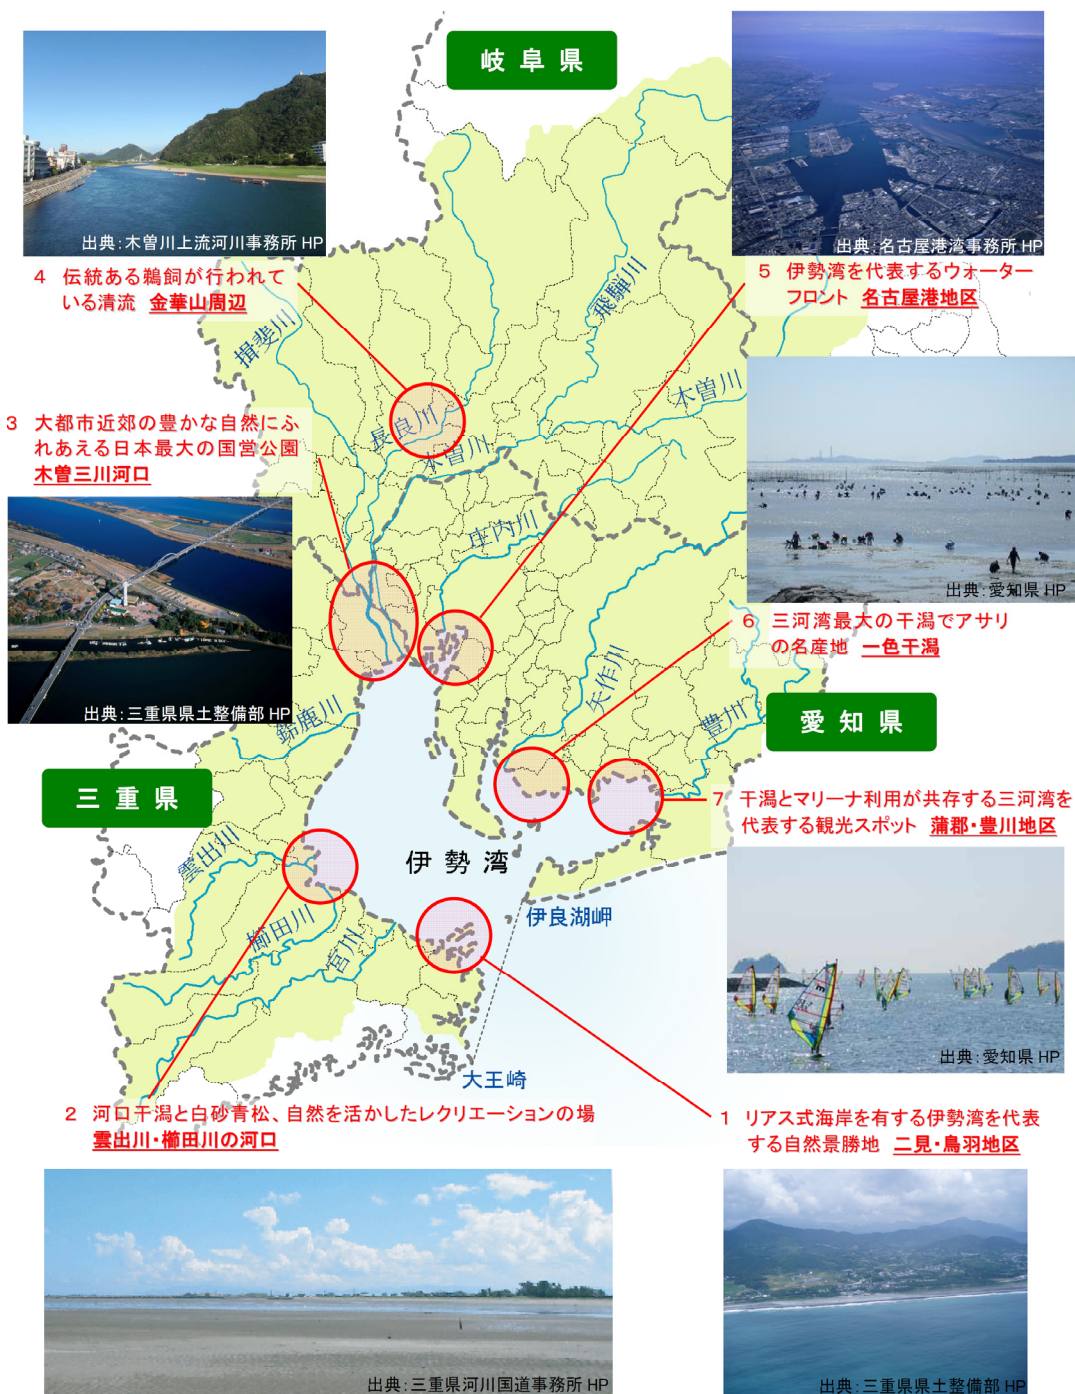 岐阜県
出典:木曽川上流河川事務所 HP
出典:名古屋港湾事務所 HP
4 伝統ある鵜飼が行われて
いる清流 金華山周辺
5 伊勢湾を代表するウォーター
フロント 名古屋港地区
飛騨川
揖斐川
木曽川
長良川
木曽川
3 大都市近郊の豊かな自然にふ
れあえる日本最大の国営公園
木曽三川河口
庄内川
出典:愛知県 HP
6 三河湾最大の干潟でアサリ
の名産地 一色干潟
矢作川
豊川
愛知県
出典:三重県県土整備部 HP
鈴鹿川
三重県
7 干潟とマリーナ利用が共存する三河湾を
代表する観光スポット 蒲郡・豊川地区
雲出川
伊勢湾
櫛田川
宮川
伊良湖岬
出典:愛知県 HP
大王崎
2 河口干潟と白砂青松、自然を活かしたレクリエーションの場
雲出川・櫛田川の河口
1 リアス式海岸を有する伊勢湾を代表
する自然景勝地 二見・鳥羽地区
出典:三重県河川国道事務所 HP
出典:三重県県土整備部 HP